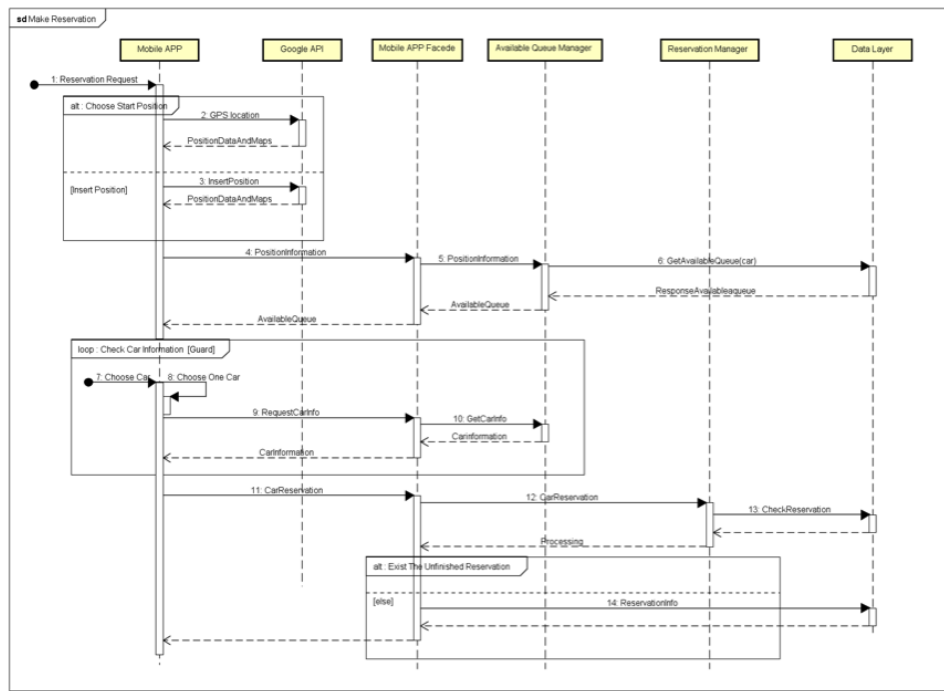 sd Make Reservation
Mobile APP
Google API
Mobile APP Facede
Available Queue Manager
Reservation Manager
Data Layer
1: Reservation Request
alt : Choose Start Position
2: GPS location
PositionDataAndMaps
3: InsertPosition
[Insert Position]
PositionDataAndMaps
4: PositionInformation
5: PositionInformation
6: GetAvailableQueue(car)
ResponseAvailableaqueue
AvailableQueue
AvailableQueue
loop : Check Car Information [Guard]
7: Choose Car
8: Choose One Car
9: RequestCarInfo
10: GetCarInfo
CarInformation
CarInformation
11: CarReservation
12: CarReservation
13: CheckReservation
Processing
alt : Exist The Unfinished Reservation
[else]
14: ReservationInfo